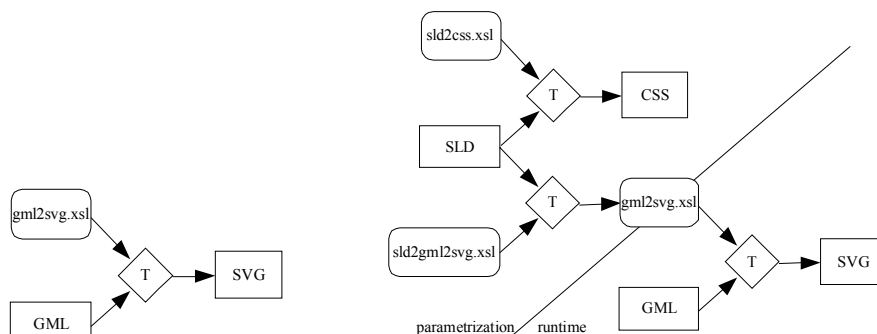 gml2svg.xsl
T
SVG
GML
sld2css.xsl
T
CSS
SLD
T
gml2svg.xsl
sld2gml2svg.xsl
T
SVG
GML
parametrization
runtime